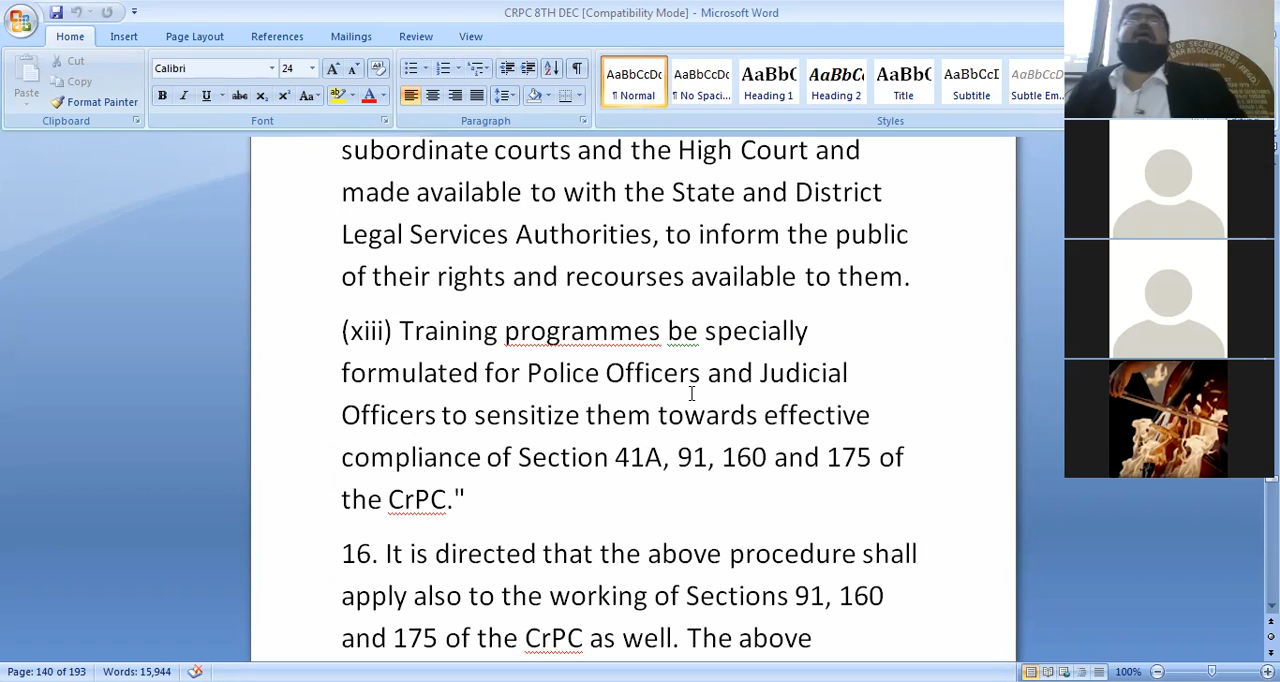 CRPC 8TH DEC [Compatibility Mode] - Microsoft Word
Home Insert Page Layout References Mailings Review View
Cut
Copy
Paste
Format Painter
Clipboard
Calibri 24
Font
Paragraph
AaBbCcDc AaBbCcDc AaBbC AaBbCc AaBbC AaBbCcI AaBbCcDc
¶ Normal ¶ No Spaci... Heading 1 Heading 2 Title Subtitle Subtle Em...
Styles
subordinate courts and the High Court and
made available to with the State and District
Legal Services Authorities, to inform the public
of their rights and recourses available to them.
(xiii) Training programmes be specially
formulated for Police Officers and Judicial
Officers to sensitize them towards effective
compliance of Section 41A, 91, 160 and 175 of
the CrPC."
16. It is directed that the above procedure shall
apply also to the working of Sections 91, 160
and 175 of the CrPC as well. The above
Page: 140 of 193 Words: 15,944 100%